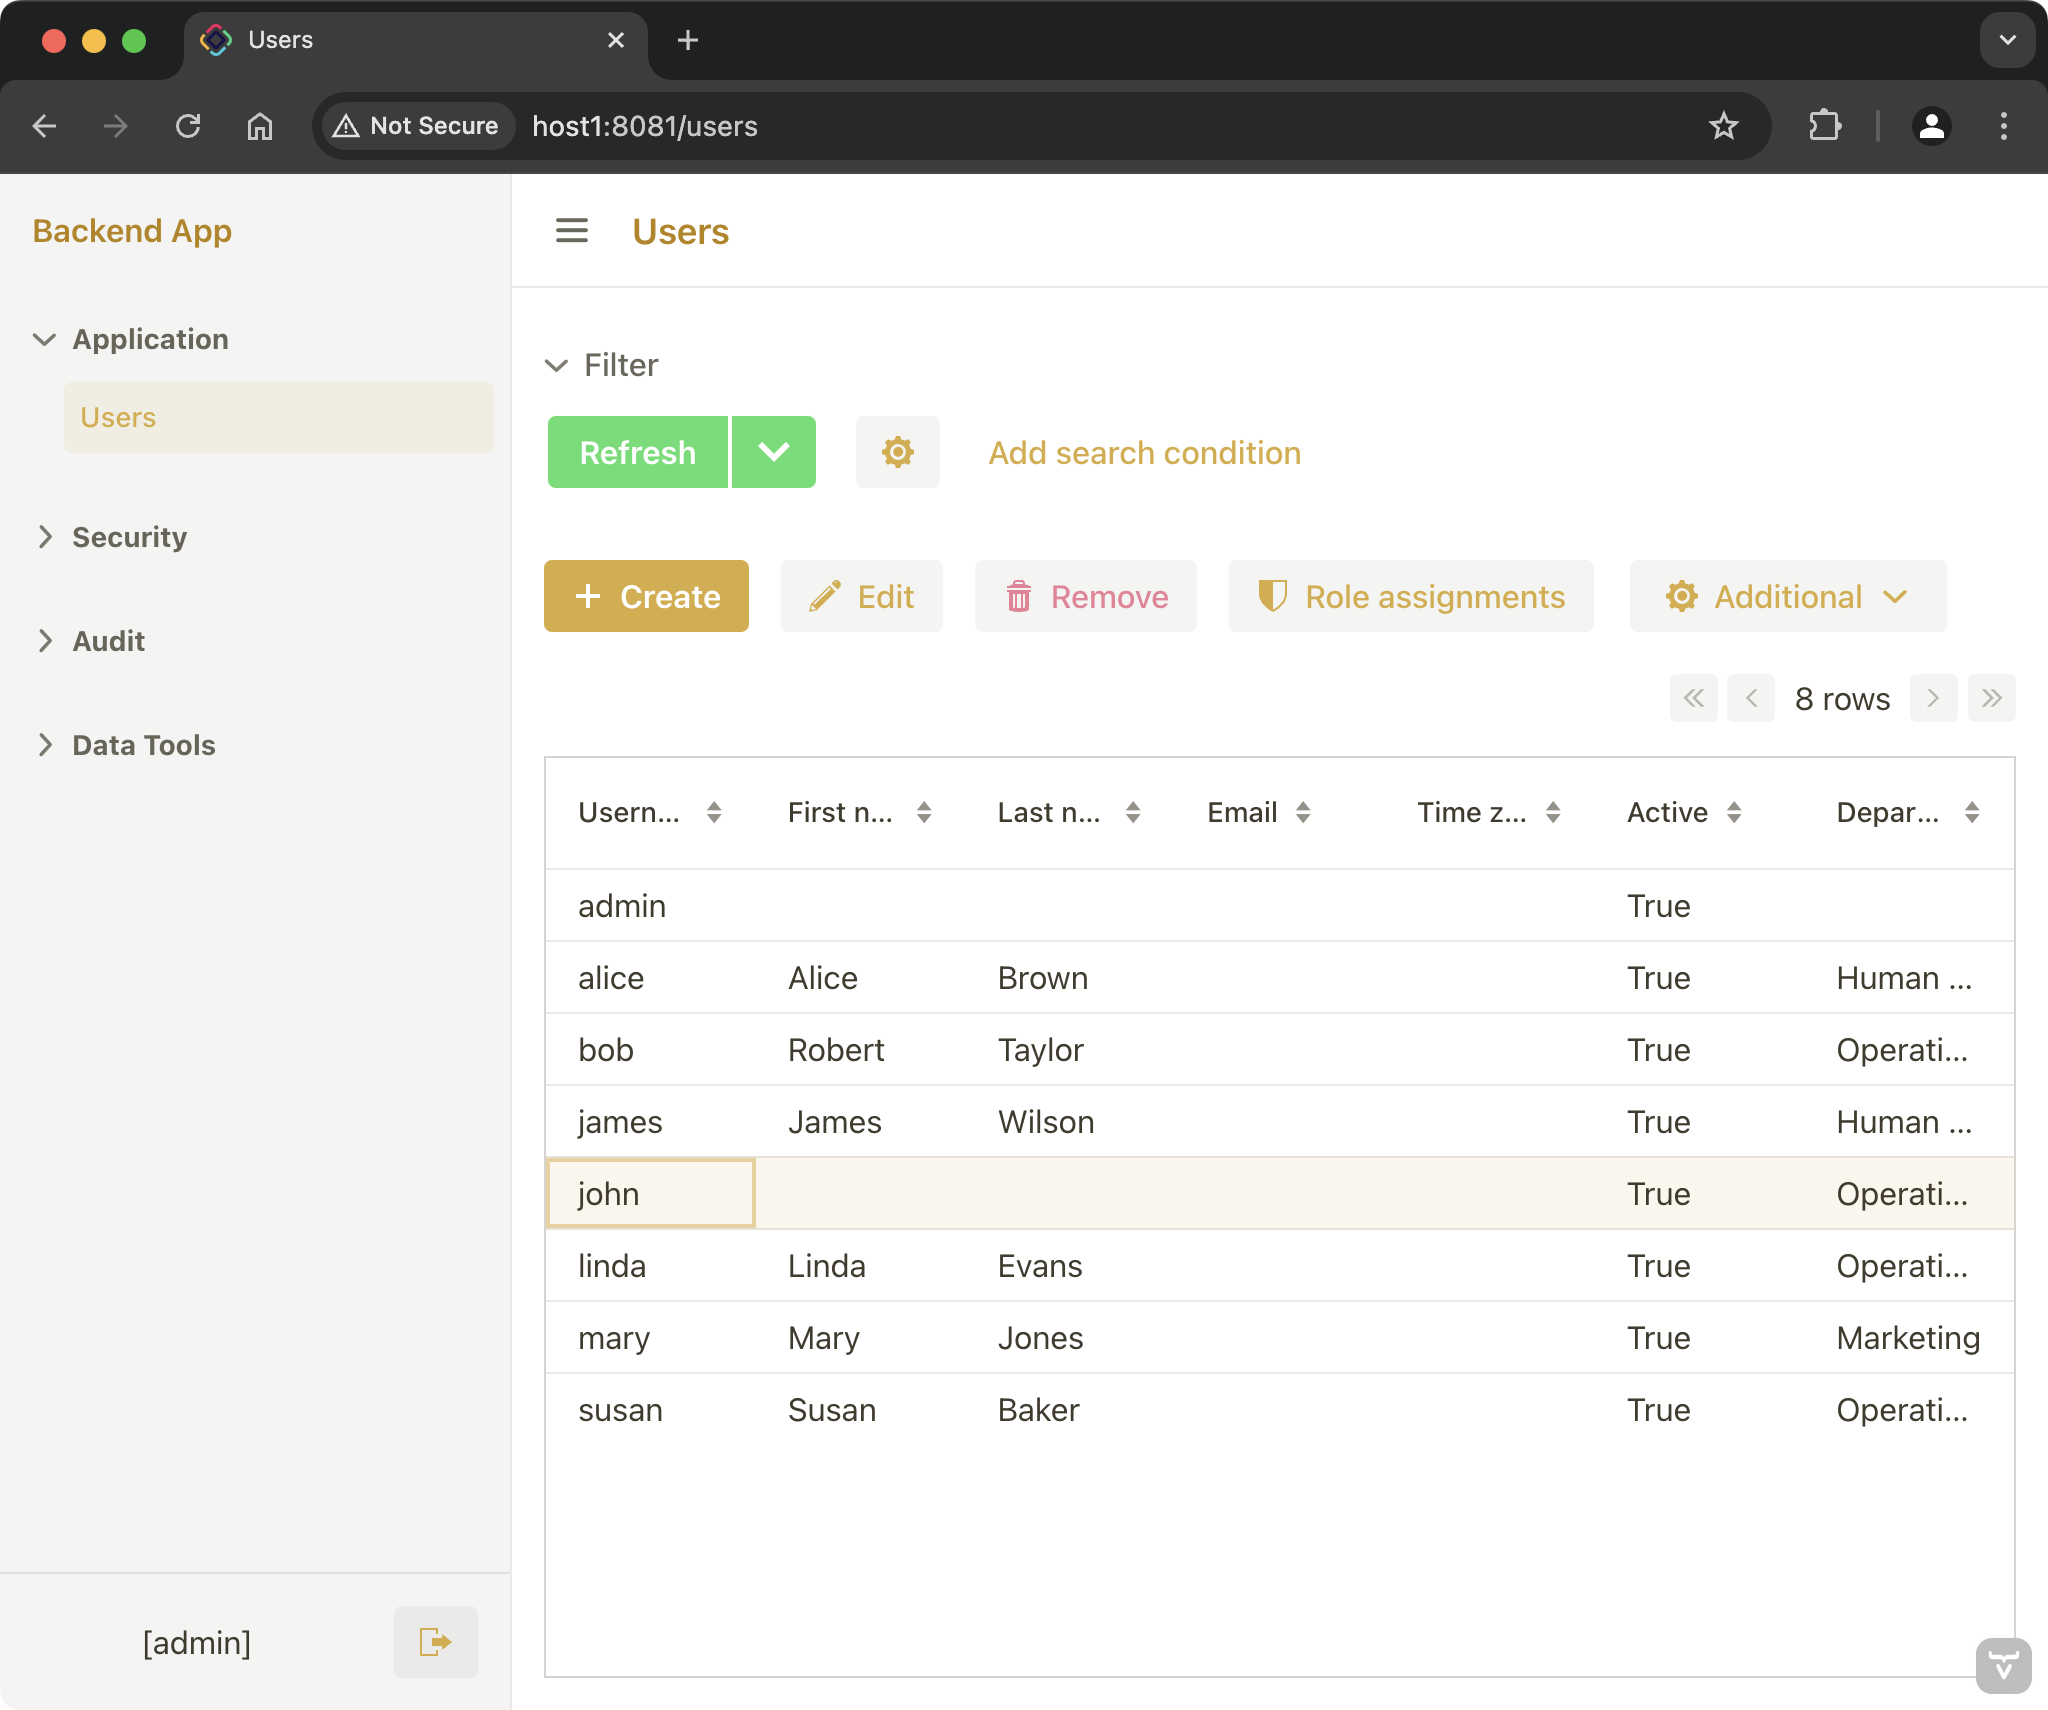 Users
Not Secure host1:8081/users
Backend App
Application
Users
Security
Audit
Data Tools
[admin]
Users
Filter
Refresh Add search condition
Create Edit Remove Role assignments Additional
8 rows
Usern... First n... Last n... Email Time z... Active Depar...
admin True
alice Alice Brown True Human ...
bob Robert Taylor True Operati...
james James Wilson True Human ...
john True Operati...
linda Linda Evans True Operati...
mary Mary Jones True Marketing
susan Susan Baker True Operati...